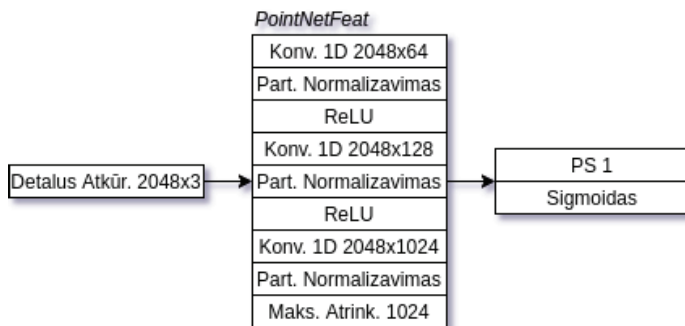 PointNetFeat
Konv. 1D 2048x64
Part. Normalizavimas
ReLU
Konv. 1D 2048x128
Detalus Atkūr. 2048x3
Part. Normalizavimas
ReLU
Konv. 1D 2048x1024
Part. Normalizavimas
Maks. Atrink. 1024
PS 1
Sigmoidas